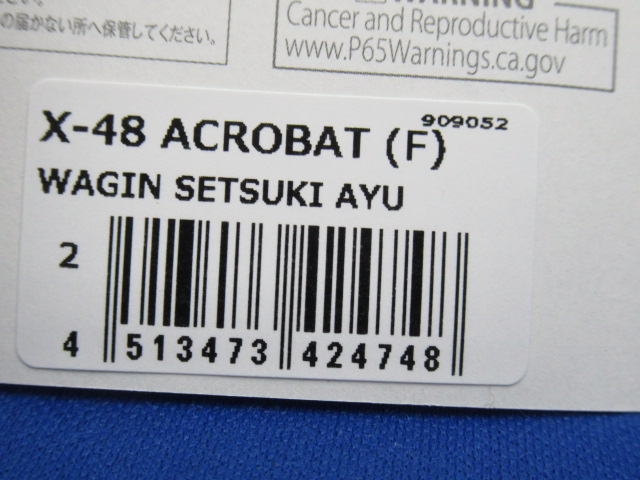 の届かない所へ保管してください。
WARNING
Cancer and Reproductive Harm
www.P65Warnings.ca.gov
909052
X-48 ACROBAT (F)
WAGIN SETSUKI AYU
2
4 513473 424748